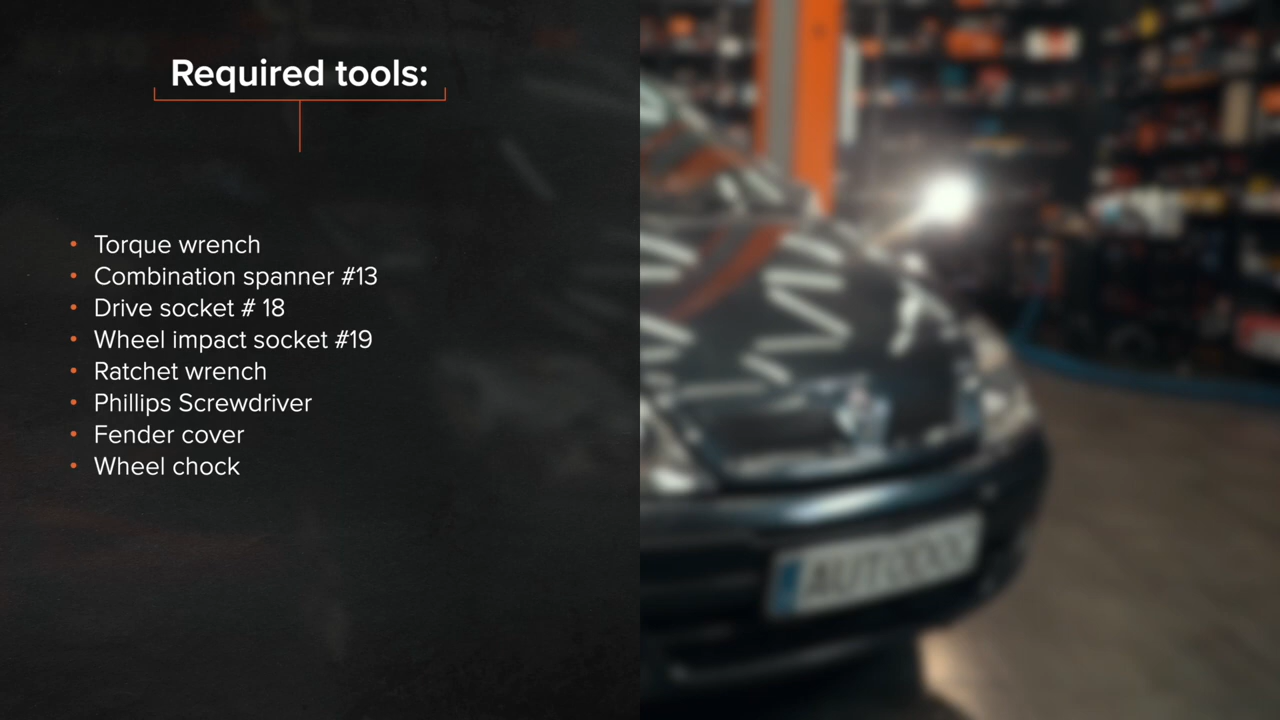 Required tools:
• Torque wrench
• Combination spanner #13
• Drive socket # 18
• Wheel impact socket #19
• Ratchet wrench
• Phillips Screwdriver
• Fender cover
• Wheel chock
AUTODOC